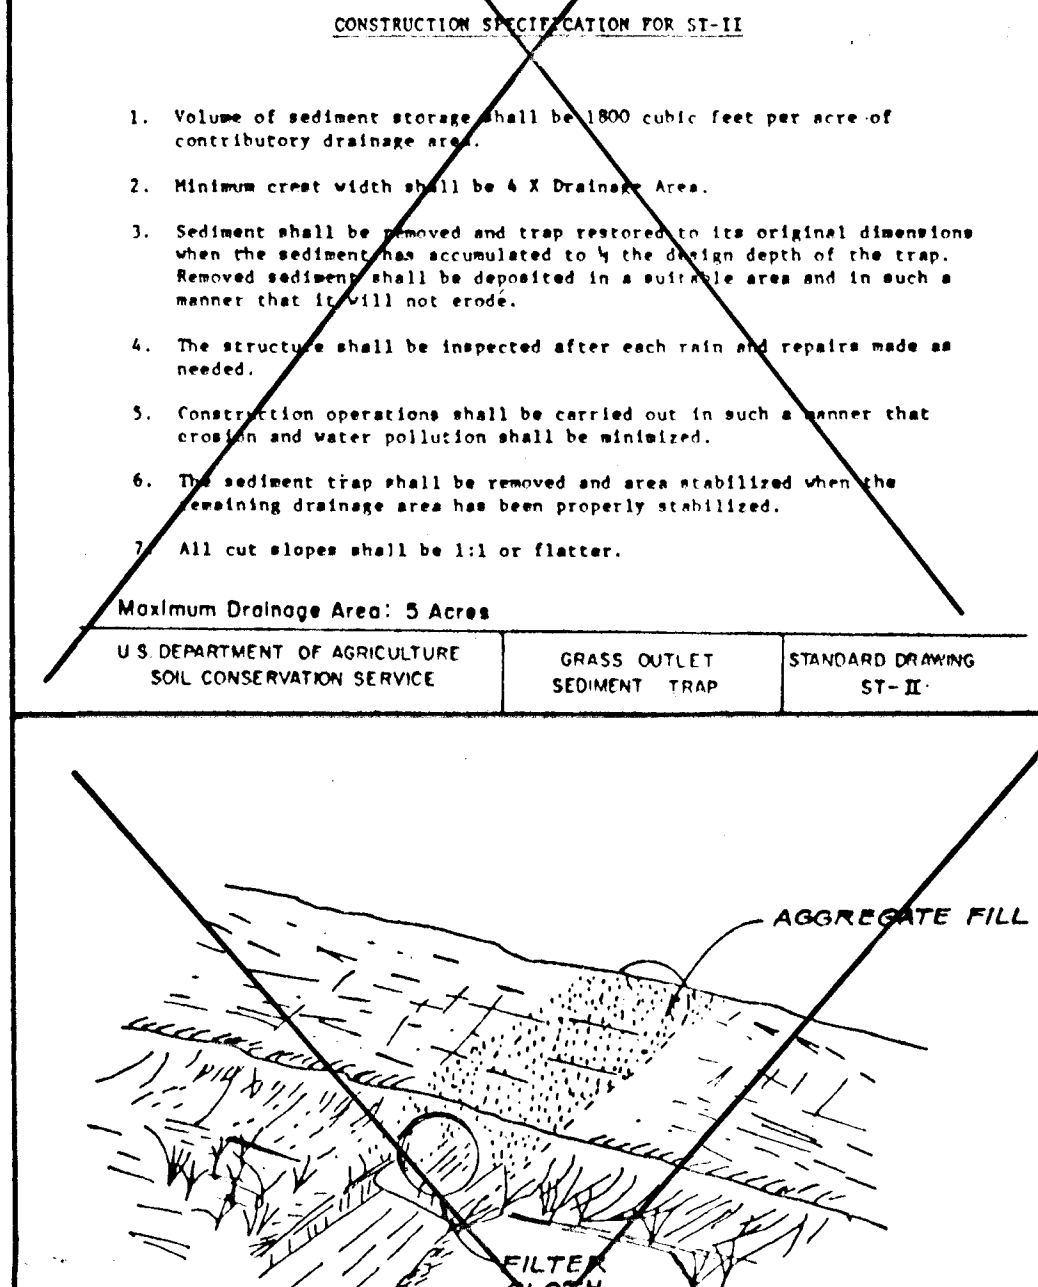 CONSTRUCTION SPECIFICATION FOR ST-II
1. Volume of sediment storage shall be 1800 cubic feet per acre of
contributory drainage area.
2. Minimum crest width shall be 4 X Drainage Area.
3. Sediment shall be removed and trap restored to its original dimensions
when the sediment has accumulated to the design depth of the trap.
Removed sediment shall be deposited in a suitable area and in such a
manner that it will not erode.
4. The structure shall be inspected after each rain and repairs made as
needed.
5. Construction operations shall be carried out in such a manner that
erosion and water pollution shall be minimized.
6. The sediment trap shall be removed and area stabilized when the
remaining drainage area has been properly stabilized.
7. All cut slopes shall be 1:1 or flatter.
Maximum Drainage Area: 5 Acres
U.S. DEPARTMENT OF AGRICULTURE
SOIL CONSERVATION SERVICE
GRASS OUTLET
SEDIMENT TRAP
STANDARD DRAWING
ST-II
AGGREGATE FILL
FILTER
CLOTH